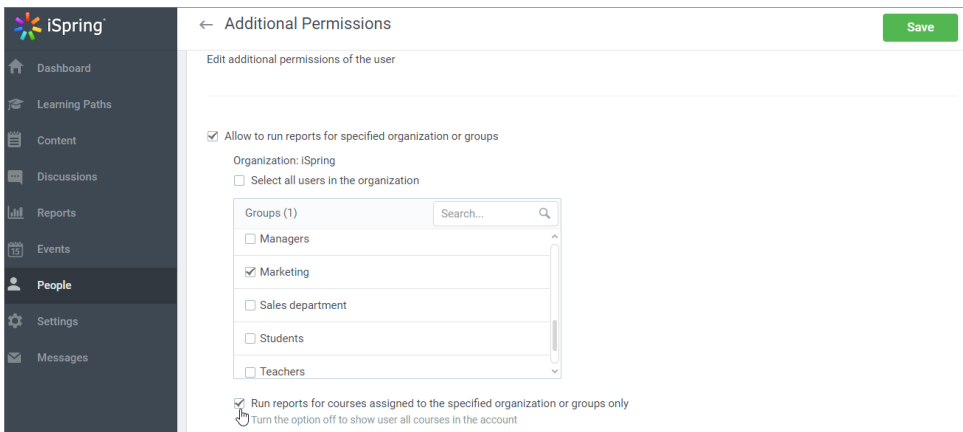 iSpring
Dashboard
Learning Paths
Content
Discussions
Reports
15
Events
People
Settings
Messages
← Additional Permissions
Save
Edit additional permissions of the user
Allow to run reports for specified organization or groups
Organization: iSpring
Select all users in the organization
Groups (1)
Search...
Managers
Marketing
Sales department
Students
Teachers
Run reports for courses assigned to the specified organization or groups only
Turn the option off to show user all courses in the account